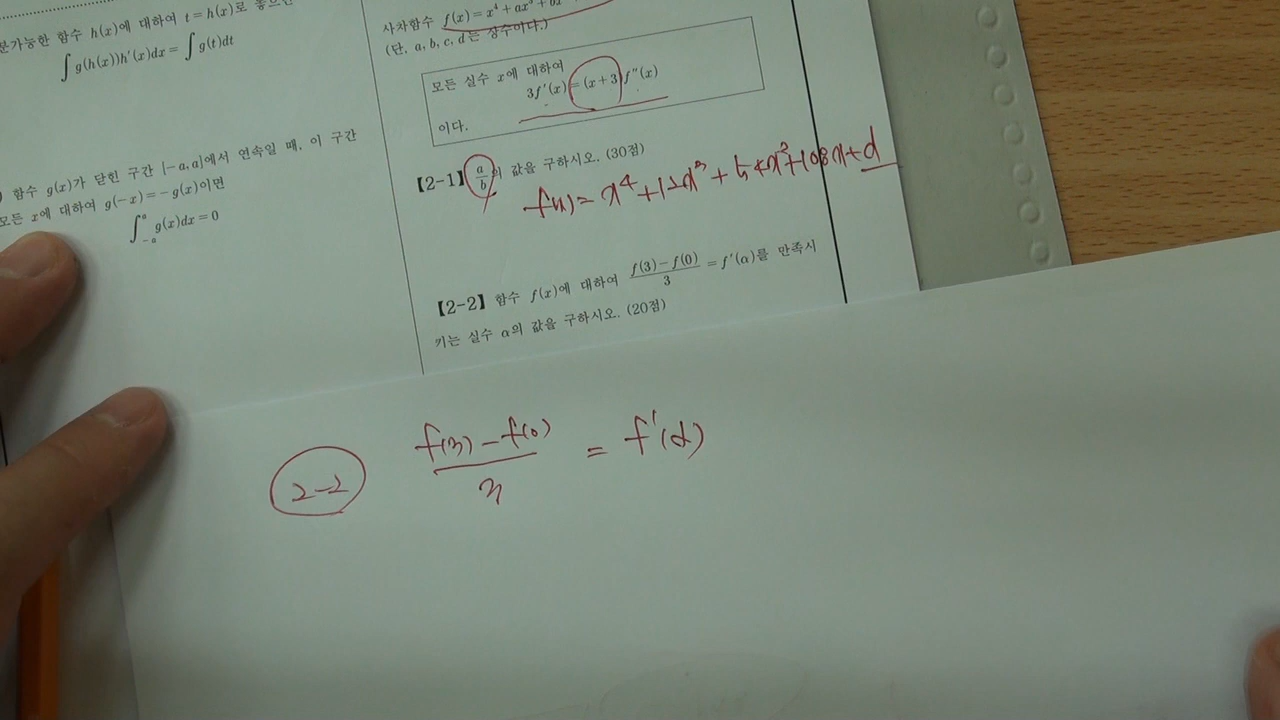 분가능한 함수 h(x)에 대하여 t=h(x)로
∫g(h(x))h'(x)dx=∫g(t)dt
함수 g(x)가 닫힌 구간 [-a,a]에서 연속일 때, 이 구간
모든 x에 대하여 g(-x)=-g(x)이면
∫_{-a}^{a} g(x)dx=0
사차함수 f(x)=x⁴+ax³+
(단, a, b, c, d는 상수이다.)
모든 실수 x에 대하여
3f'(x)=(x+3)f''(x)
이다.
【2-1】 a/b의 값을 구하시오. (30점)
f(x)=x⁴+12x³+54x²+108x+d
【2-2】 함수 f(x)에 대하여 (f(3)-f(0))/3=f'(α)를 만족시
키는 실수 α의 값을 구하시오. (20점)
2-2 (f(3)-f(0))/3 = f'(α)